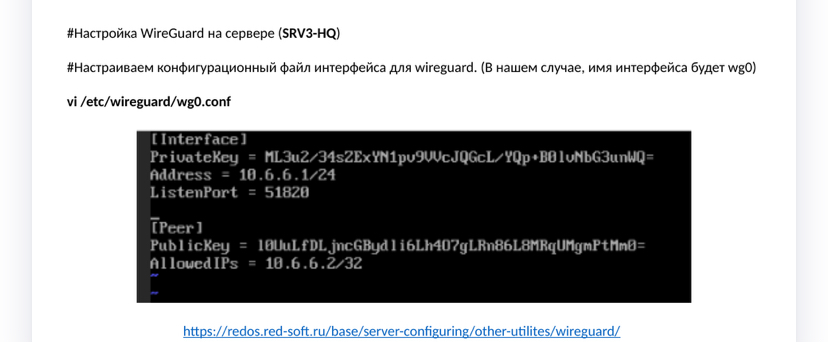 #Настройка WireGuard на сервере (SRV3-HQ)
#Настраиваем конфигурационный файл интерфейса для wireguard. (В нашем случае, имя интерфейса будет wg0)
vi /etc/wireguard/wg0.conf
[Interface]
PrivateKey = ML3u2/34s2ExYN1pv9VVcJQGcL/YQp+B0lvNbG3unWQ=
Address = 10.6.6.1/24
ListenPort = 51820
_
[Peer]
PublicKey = l0UuLfDLjncGBydli6Lh4O7gLRn86L8MRqUMgmPtMm0=
AllowedIPs = 10.6.6.2/32
~
~
https://redos.red-soft.ru/base/server-configuring/other-utilites/wireguard/